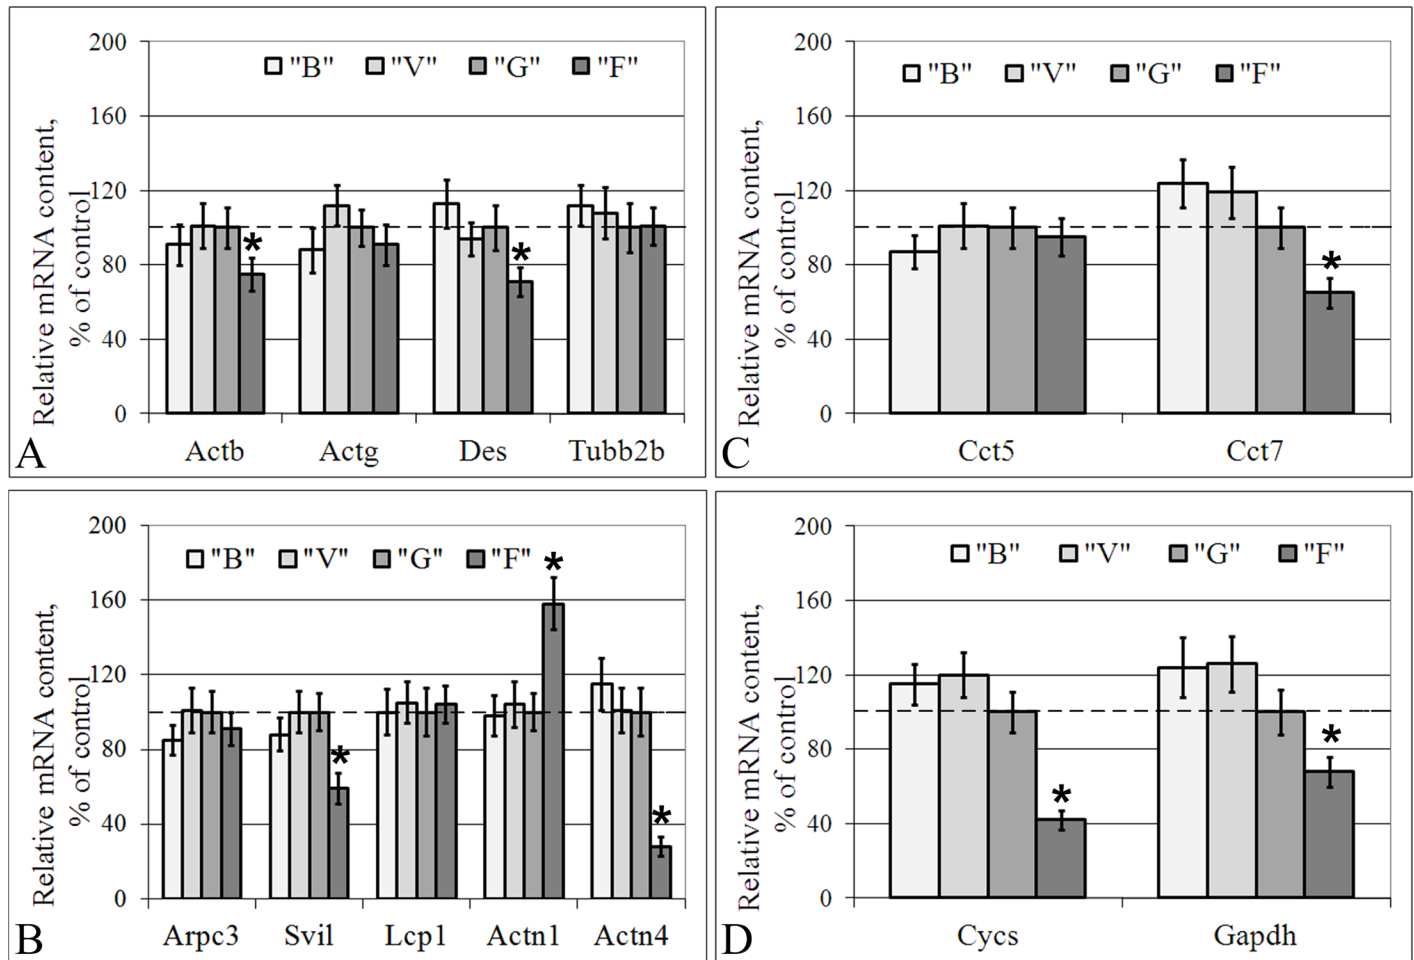 200
160
120
80
40
0
Relative mRNA content,
% of control
"B" "V" "G" "F"
*
*
Actb Actg Des Tubb2b
A
200
160
120
80
40
0
Relative mRNA content,
% of control
"B" "V" "G" "F"
*
Cct5 Cct7
C
200
160
120
80
40
0
Relative mRNA content,
% of control
"B" "V" "G" "F"
*
*
*
Arpc3 Svil Lcp1 Actn1 Actn4
B
200
160
120
80
40
0
Relative mRNA content,
% of control
"B" "V" "G" "F"
*
*
Cycs Gapdh
D